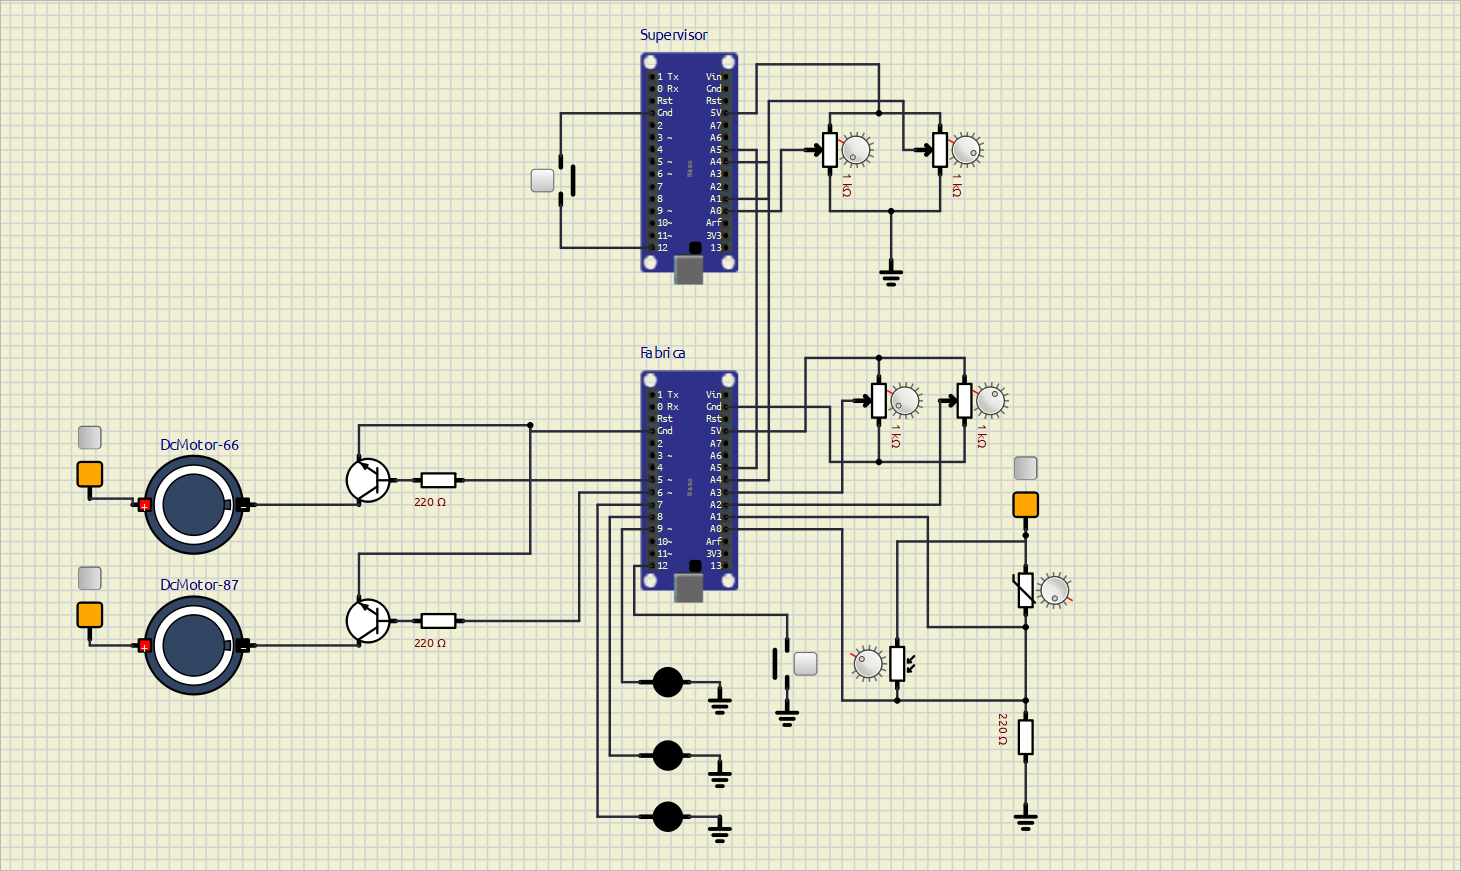 Supervisor
1 Tx Vin
0 Rx Gnd
Rst Rst
Gnd 5V
2 A7
3 ~ A6
4 A5
5 ~ A4
6 ~ A3
7 A2
8 A1
9 ~ A0
10~ Arf
11~ 3V3
12 13
Nano
1 kΩ
1 kΩ
Fabrica
1 Tx Vin
0 Rx Gnd
Rst Rst
Gnd 5V
2 A7
3 ~ A6
4 A5
5 ~ A4
6 ~ A3
7 A2
8 A1
9 ~ A0
10~ Arf
11~ 3V3
12 13
Nano
1 kΩ
1 kΩ
DcMotor-66
220 Ω
DcMotor-87
220 Ω
220 Ω